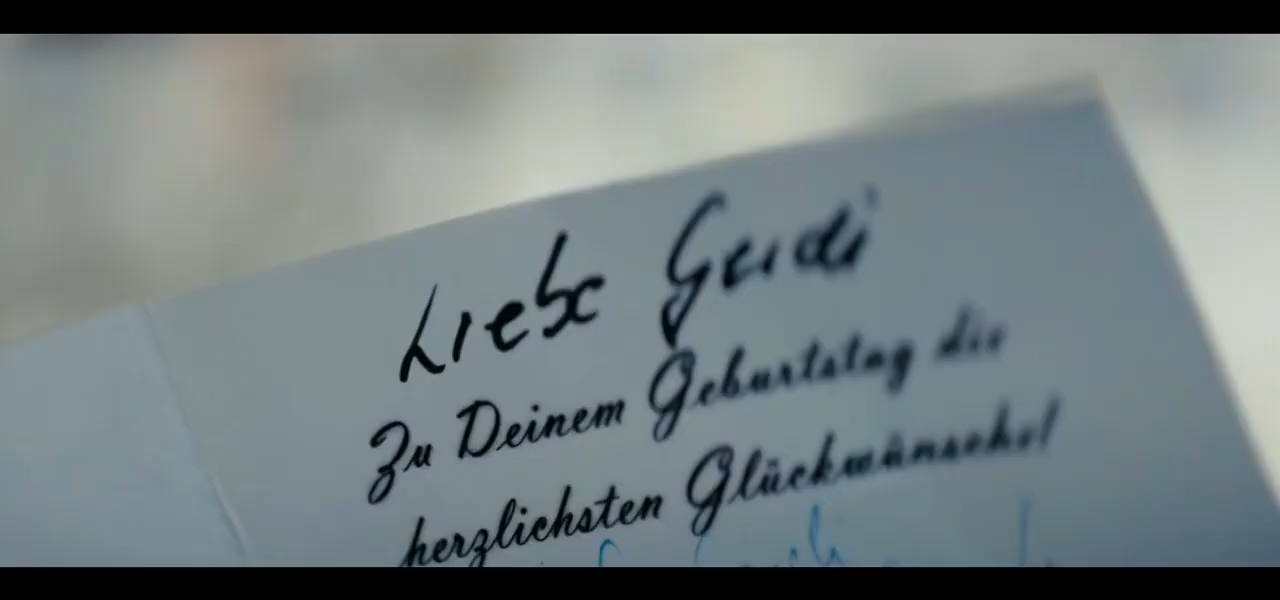 Liebe Gerdi
Zu Deinem Geburtstag die
herzlichsten Glückwünsche!